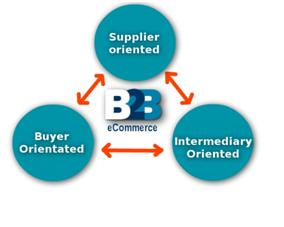 Supplier
oriented
B2B
eCommerce
Buyer
Orientated
Intermediary
Oriented